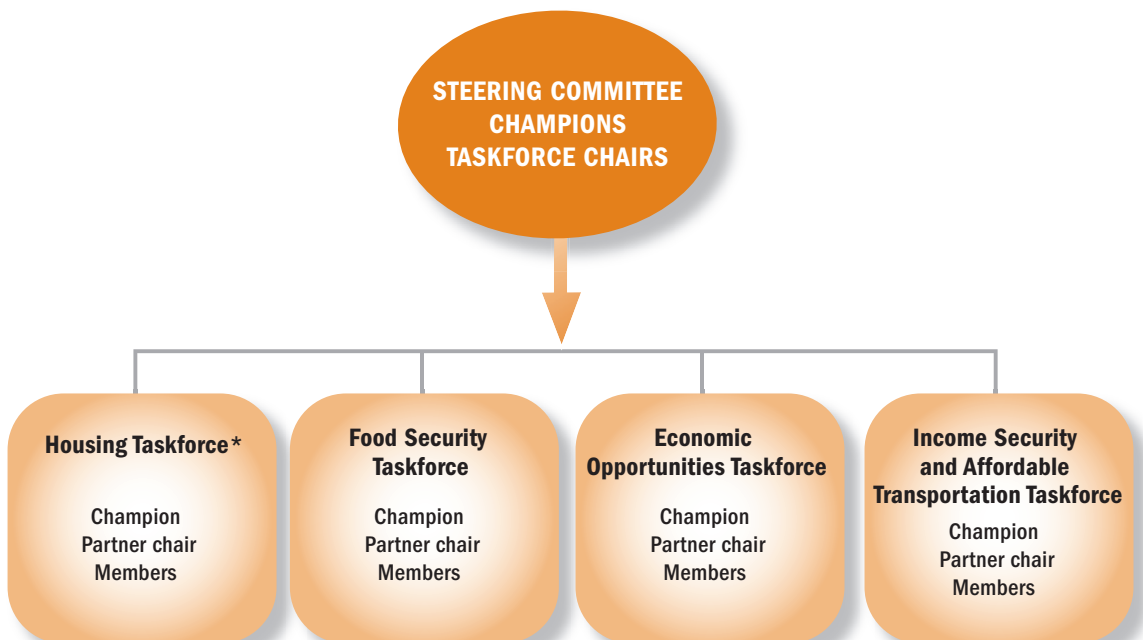 STEERING COMMITTEE
CHAMPIONS
TASKFORCE CHAIRS
Housing Taskforce*
Champion
Partner chair
Members
Food Security
Taskforce
Champion
Partner chair
Members
Economic
Opportunities Taskforce
Champion
Partner chair
Members
Income Security
and Affordable
Transportation Taskforce
Champion
Partner chair
Members